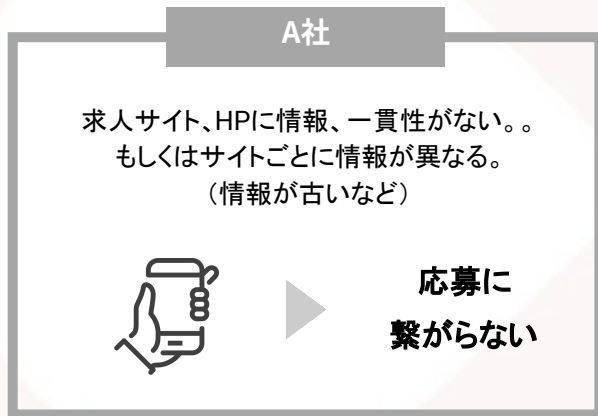 A社
求人サイト、HPに情報、一貫性がない。。
もしくはサイトごとに情報が異なる。
（情報が古いなど）
応募に
繋がらない